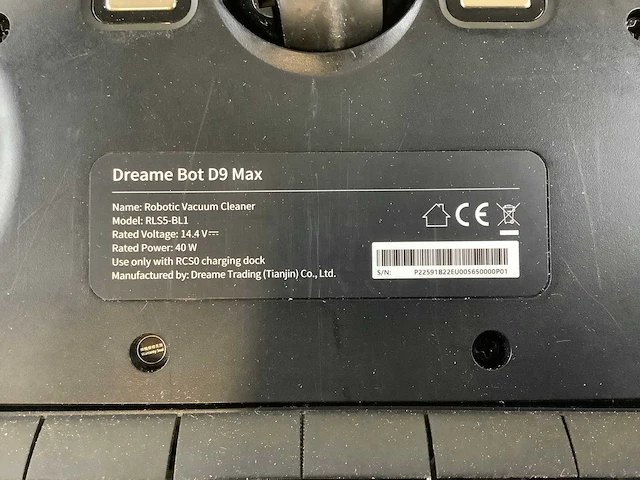 Dreame Bot D9 Max
Name: Robotic Vacuum Cleaner
Model: RLS5-BL1
Rated Voltage: 14.4 V⎓
Rated Power: 40 W
Use only with RCS0 charging dock
Manufactured by: Dreame Trading (Tianjin) Co., Ltd.
CE
S/N: P22591B22EU005650000P01